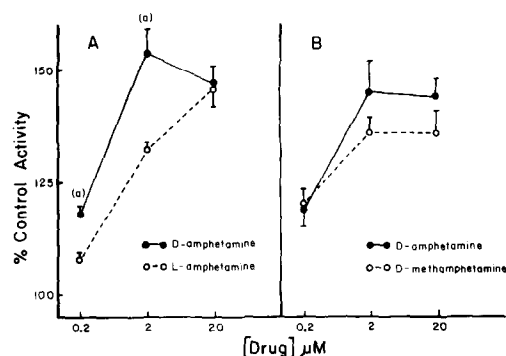 (a)
A
B
150
(a)
125
100
% Control Activity
D-amphetamine
L-amphetamine
D-amphetamine
D-methamphetamine
0.2
2
20
0.2
2
20
[Drug] µM